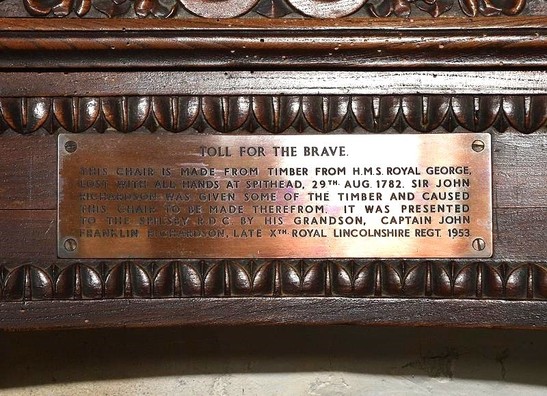 TOLL FOR THE BRAVE.
THIS CHAIR IS MADE FROM TIMBER FROM H.M.S. ROYAL GEORGE,
LOST WITH ALL HANDS AT SPITHEAD, 29TH. AUG. 1782. SIR JOHN
RICHARDSON WAS GIVEN SOME OF THE TIMBER AND CAUSED
THIS CHAIR TO BE MADE THEREFROM. IT WAS PRESENTED
TO THE SPILSBY R.D.C. BY HIS GRANDSON, CAPTAIN JOHN
FRANKLIN RICHARDSON, LATE XTH. ROYAL LINCOLNSHIRE REGT. 1953.